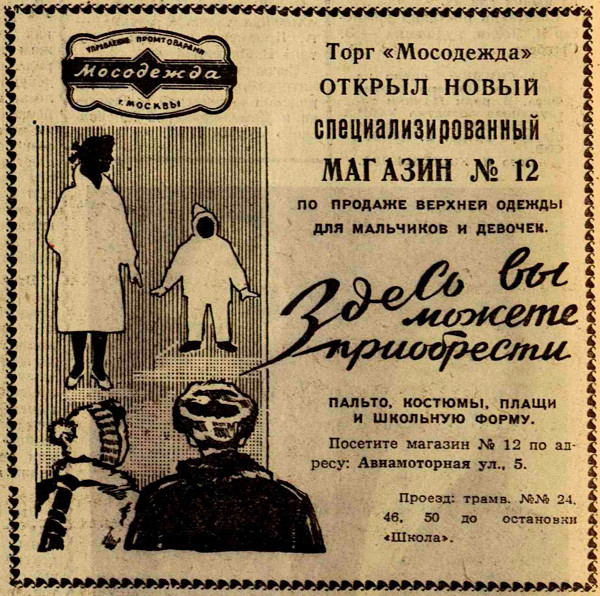 УПРАВЛЕНИЕ ПРОМТОВАРАМИ
Мосодежда
г. МОСКВЫ
Торг «Мосодежда»
ОТКРЫЛ НОВЫЙ
специализированный
МАГАЗИН № 12
ПО ПРОДАЖЕ ВЕРХНЕЙ ОДЕЖДЫ
ДЛЯ МАЛЬЧИКОВ И ДЕВОЧЕК.
Здесь вы
можете
приобрести
ПАЛЬТО, КОСТЮМЫ, ПЛАЩИ
И ШКОЛЬНУЮ ФОРМУ.
Посетите магазин № 12 по ад-
ресу: Авиамоторная ул., 5.
Проезд: трамв. №№ 24,
46, 50 до остановки
«Школа».